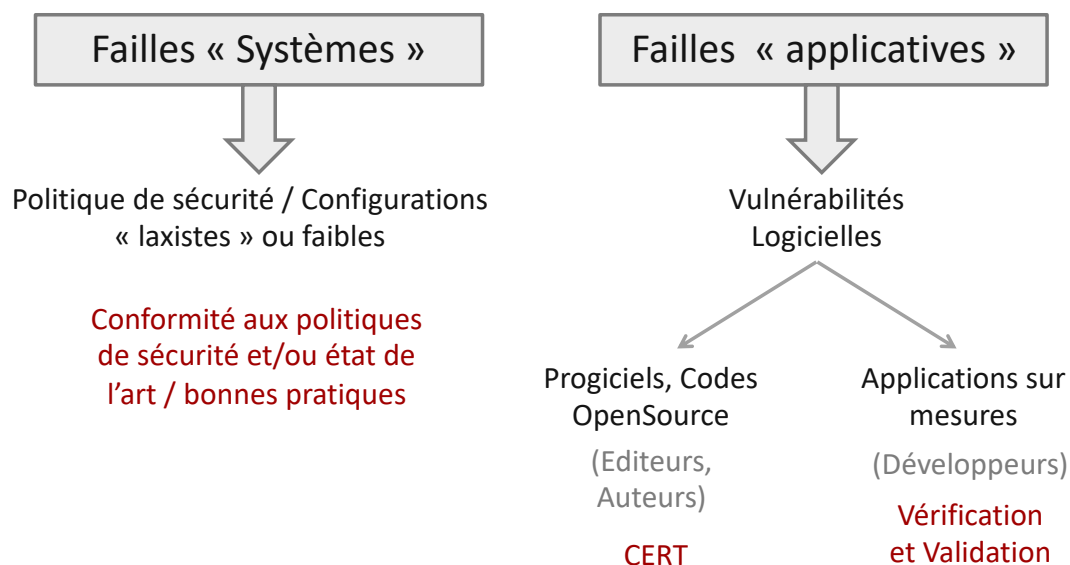 Failles « Systèmes »
Politique de sécurité / Configurations
« laxistes » ou faibles
Conformité aux politiques
de sécurité et/ou état de
l’art / bonnes pratiques
Failles « applicatives »
Vulnérabilités
Logicielles
Progiciels, Codes
OpenSource
(Editeurs,
Auteurs)
CERT
Applications sur
mesures
(Développeurs)
Vérification
et Validation